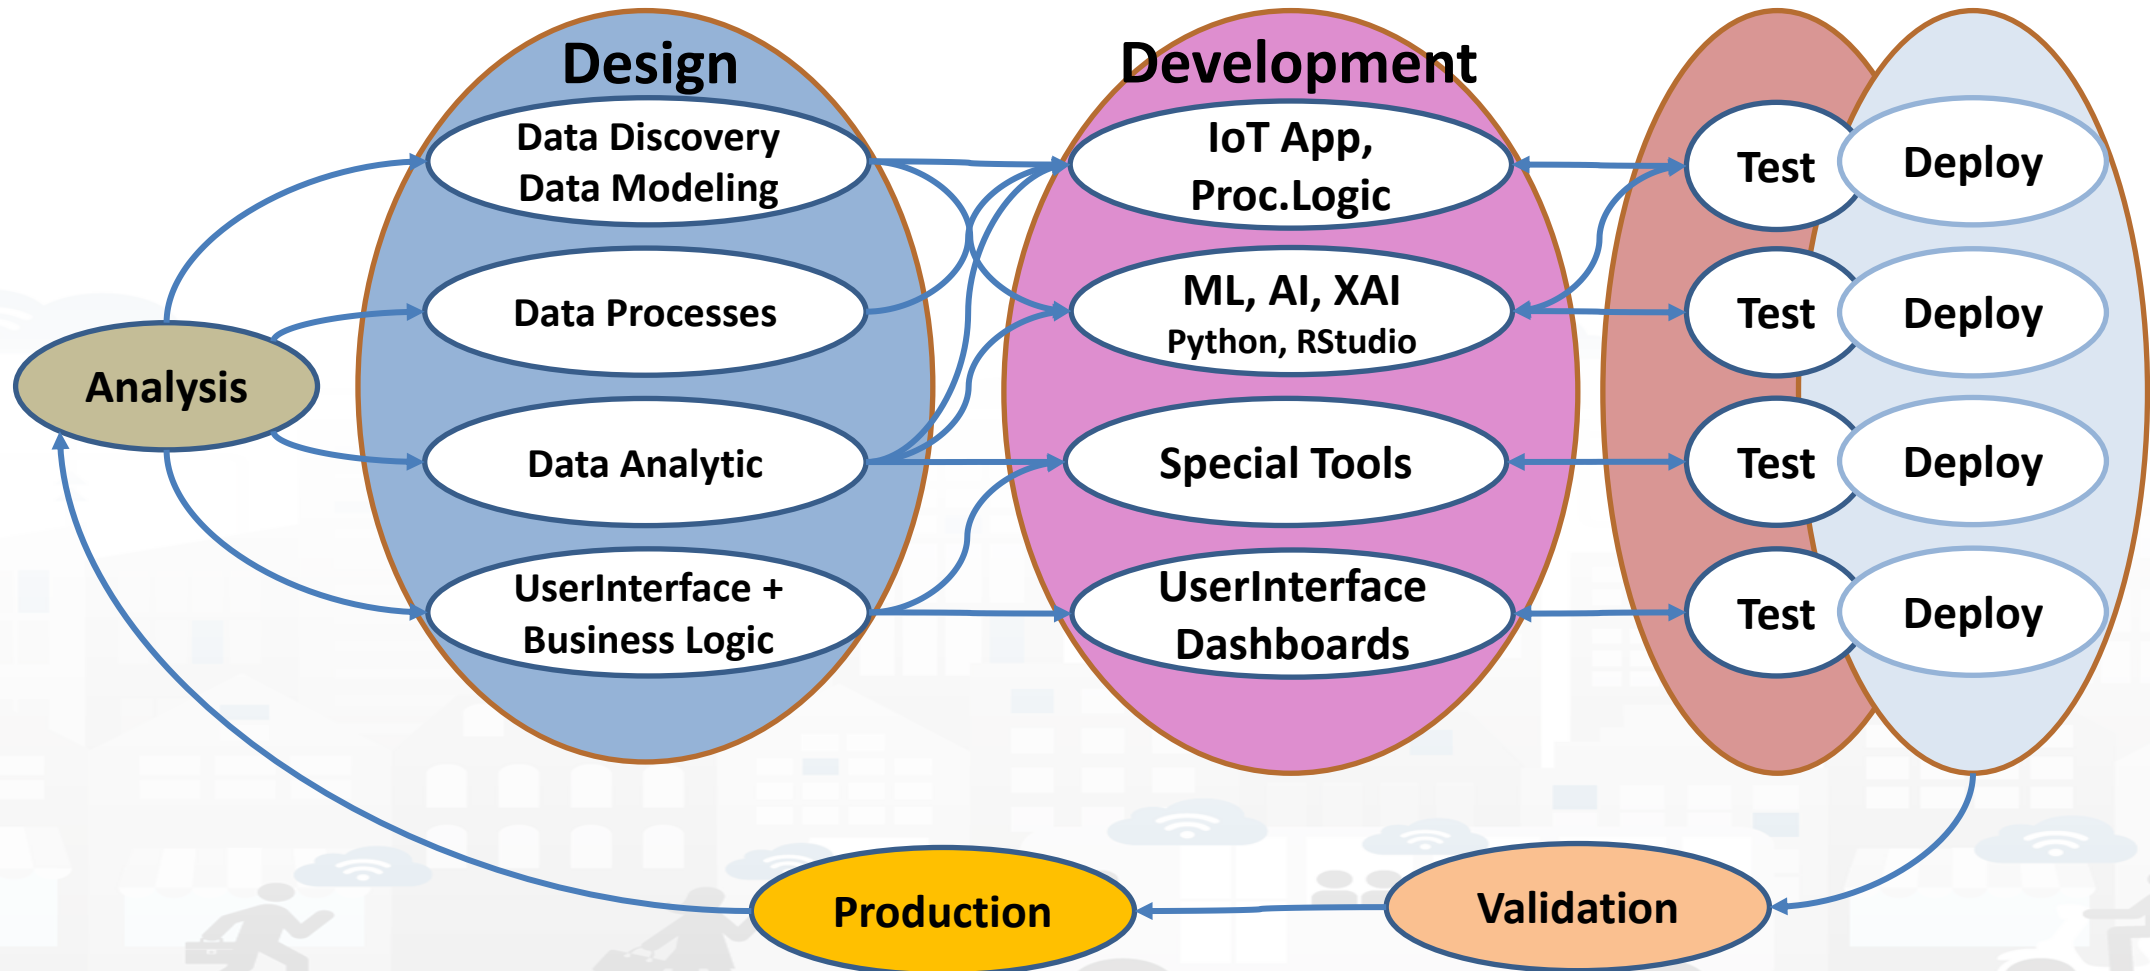 Design
Development
Data Discovery
Data Modeling
IoT App,
Proc.Logic
Test
Deploy
Data Processes
ML, AI, XAI
Python, RStudio
Test
Deploy
Analysis
Data Analytic
Special Tools
Test
Deploy
UserInterface +
Business Logic
UserInterface
Dashboards
Test
Deploy
Production
Validation